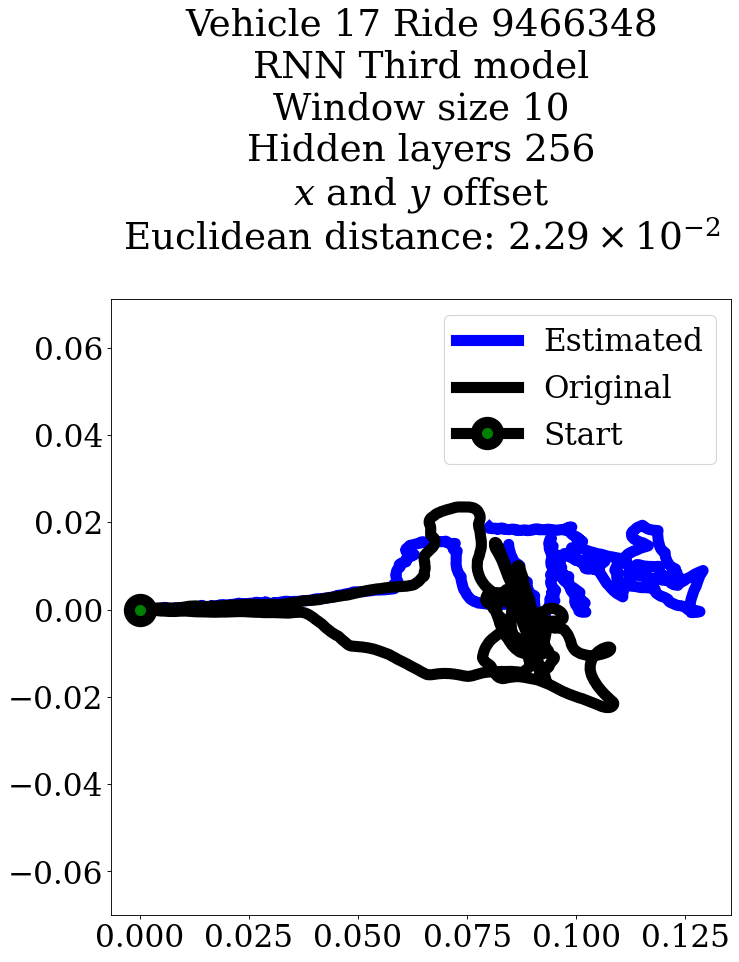 Vehicle 17 Ride 9466348
RNN Third model
Window size 10
Hidden layers 256
x and y offset
Euclidean distance: 2.29 × 10⁻²
Estimated
Original
Start
0.06
0.04
0.02
0.00
−0.02
−0.04
−0.06
0.000 0.025 0.050 0.075 0.100 0.125